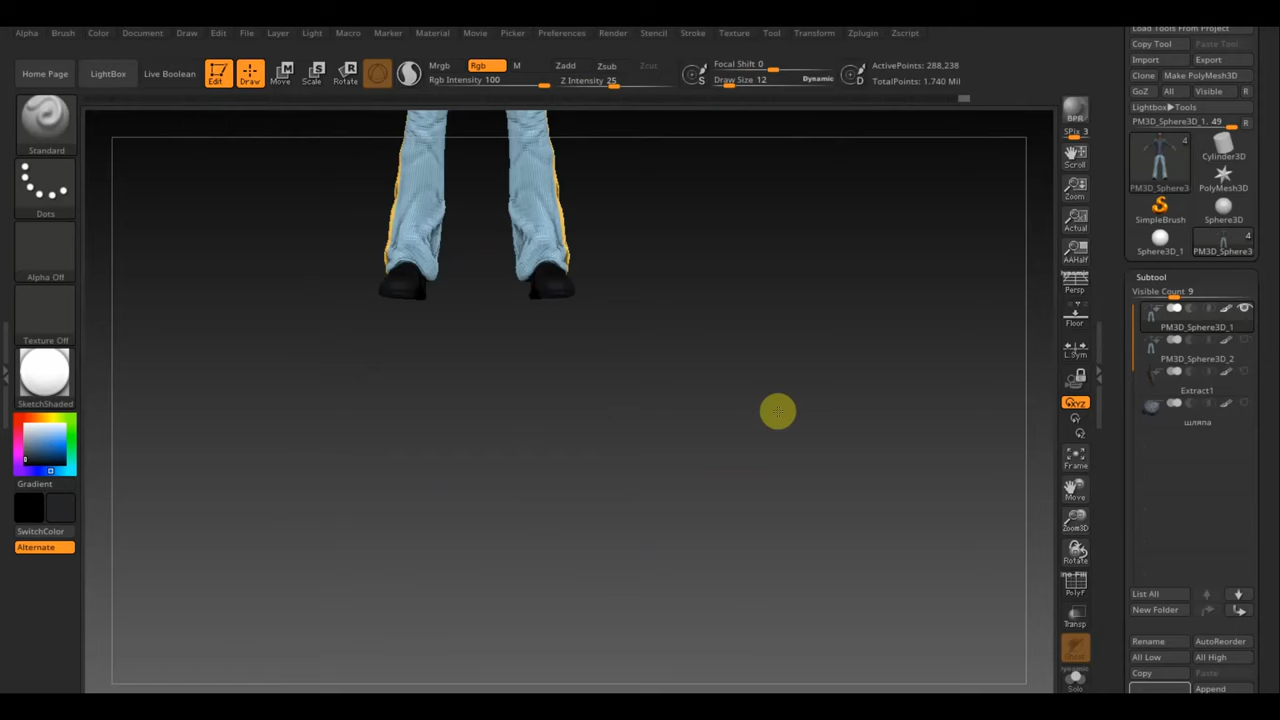 Alpha Brush Color Document Draw Edit File Layer Light Macro Marker Material Movie Picker Preferences Render Stencil Stroke Texture Tool Transform Zplugin Zscript
Home Page
LightBox
Live Boolean
Edit
Draw
Move
Scale
Rotate
Mrgb
Rgb
M
Rgb Intensity 100
Zadd
Zsub
Zcut
Z Intensity 25
S
Focal Shift 0
Draw Size 12
Dynamic
D
ActivePoints: 288,238
TotalPoints: 1.740 Mil
Standard
Dots
Alpha Off
Texture Off
SketchShaded
Gradient
SwitchColor
Alternate
BPR
SPix 3
Scroll
Zoom
Actual
AAHalf
Persp
Floor
L.Sym
XYZ
Y
Z
Frame
Move
Zoom3D
Rotate
PolyF
Transp
Solo
Load Tools From Project
Copy Tool
Paste Tool
Import
Export
Clone
Make PolyMesh3D
GoZ
All
Visible
R
Lightbox▶Tools
PM3D_Sphere3D_1. 49
R
4
PM3D_Sphere3
Cylinder3D
PolyMesh3D
SimpleBrush
Sphere3D
Sphere3D_1
4
PM3D_Sphere3
Subtool
Visible Count 9
PM3D_Sphere3D_1
PM3D_Sphere3D_2
Extract1
шляпа
List All
New Folder
Rename
AutoReorder
All Low
All High
Copy
Paste
Append